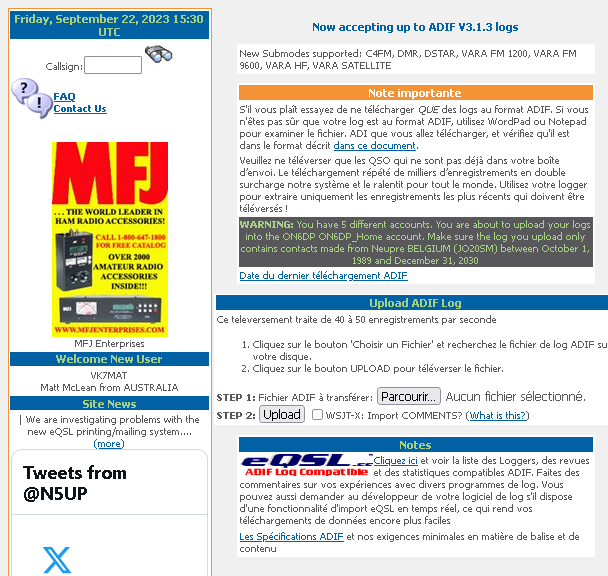 Friday, September 22, 2023 15:30
UTC
Callsign:
FAQ
Contact Us
MFJ
. . . THE WORLD LEADER IN
HAM RADIO ACCESSORIES!
CALL 1-800-647-1800
FOR FREE CATALOG
OVER 2000
AMATEUR RADIO
ACCESSORIES
INSIDE!!!
WWW.MFJENTERPRISES.COM
MFJ Enterprises
Welcome New User
VK7MAT
Matt McLean from AUSTRALIA
Site News
| We are investigating problems with the
new eQSL printing/mailing system....
(more)
Tweets from
@N5UP
Now accepting up to ADIF V3.1.3 logs
New Submodes supported: C4FM, DMR, DSTAR, VARA FM 1200, VARA FM
9600, VARA HF, VARA SATELLITE
Note importante
S'il vous plaît essayez de ne télécharger QUE des logs au format ADIF. Si vous
n'êtes pas sûr que votre log est au format ADIF, utilisez WordPad ou Notepad
pour examiner le fichier. ADI que vous allez télécharger, et vérifiez qu'il est
dans le format décrit dans ce document.
Veuillez ne téléverser que les QSO qui ne sont pas déjà dans votre boîte
d'envoi. Le téléchargement répété de milliers d'enregistrements en double
surcharge notre système et le ralentit pour tout le monde. Utilisez votre logger
pour extraire uniquement les enregistrements les plus récents qui doivent être
téléversés !
WARNING: You have 5 different accounts. You are about to upload your logs
into the ON6DP ON6DP_Home account. Make sure the log you upload only
contains contacts made from Neupre BELGIUM (JO20SM) between October 1,
1989 and December 31, 2030
Date du dernier téléchargement ADIF
Upload ADIF Log
Ce televersement traite de 40 à 50 enregistrements par seconde
1. Cliquez sur le bouton 'Choisir un Fichier' et recherchez le fichier de log ADIF su
votre disque.
2. Cliquez sur le bouton UPLOAD pour téléverser le fichier.
STEP 1: Fichier ADIF à transférer: Parcourir... Aucun fichier sélectionné.
STEP 2: Upload WSJT-X: Import COMMENTS? (What is this?)
Notes
eQSL.cc
ADIF Log Compatible
Cliquez ici et voir la liste des Loggers, des revues
et des statistiques compatibles ADIF. Faites des
commentaires sur vos expériences avec divers programmes de log. Vous
pouvez aussi demander au développeur de votre logiciel de log s'il dispose
d'une fonctionnalité d'import eQSL en temps réel, ce qui rend vos
téléchargements de données encore plus faciles
Les Spécifications ADIF et nos exigences minimales en matière de balise et de
contenu